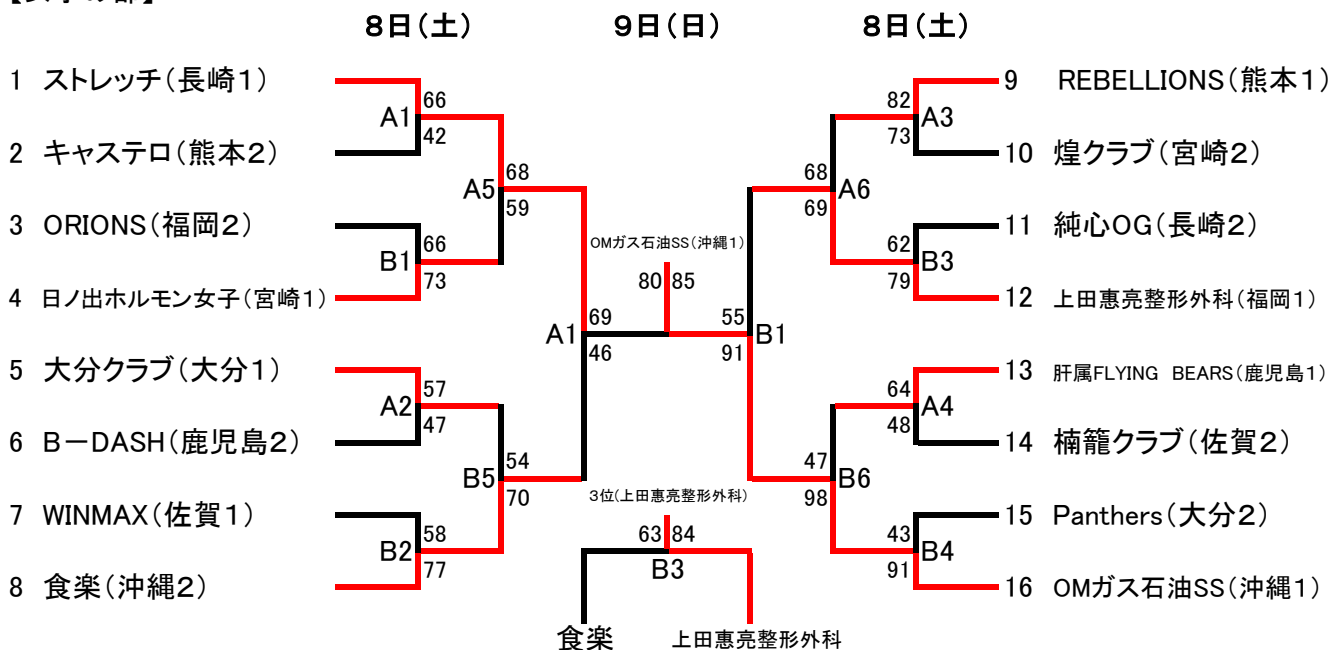 8日(土) 9日(日) 8日(土)
1 ストレッチ(長崎1)
2 キャステロ(熊本2)
3 ORIONS(福岡2)
4 日ノ出ホルモン女子(宮崎1)
5 大分クラブ(大分1)
6 B-DASH(鹿児島2)
7 WINMAX(佐賀1)
8 食楽(沖縄2)
A1 66 42
B1 66 73
A2 57 47
B2 58 77
A5 68 59
B5 54 70
A1 69 46
OMガス石油SS(沖縄1)
80 85
3位(上田惠亮整形外科)
63 84
B3
食楽 上田惠亮整形外科
55 91 B1
68 69 A6
47 98 B6
82 73 A3
62 79 B3
64 48 A4
43 91 B4
9 REBELLIONS(熊本1)
10 煌クラブ(宮崎2)
11 純心OG(長崎2)
12 上田惠亮整形外科(福岡1)
13 肝属FLYING BEARS(鹿児島1)
14 楠籠クラブ(佐賀2)
15 Panthers(大分2)
16 OMガス石油SS(沖縄1)